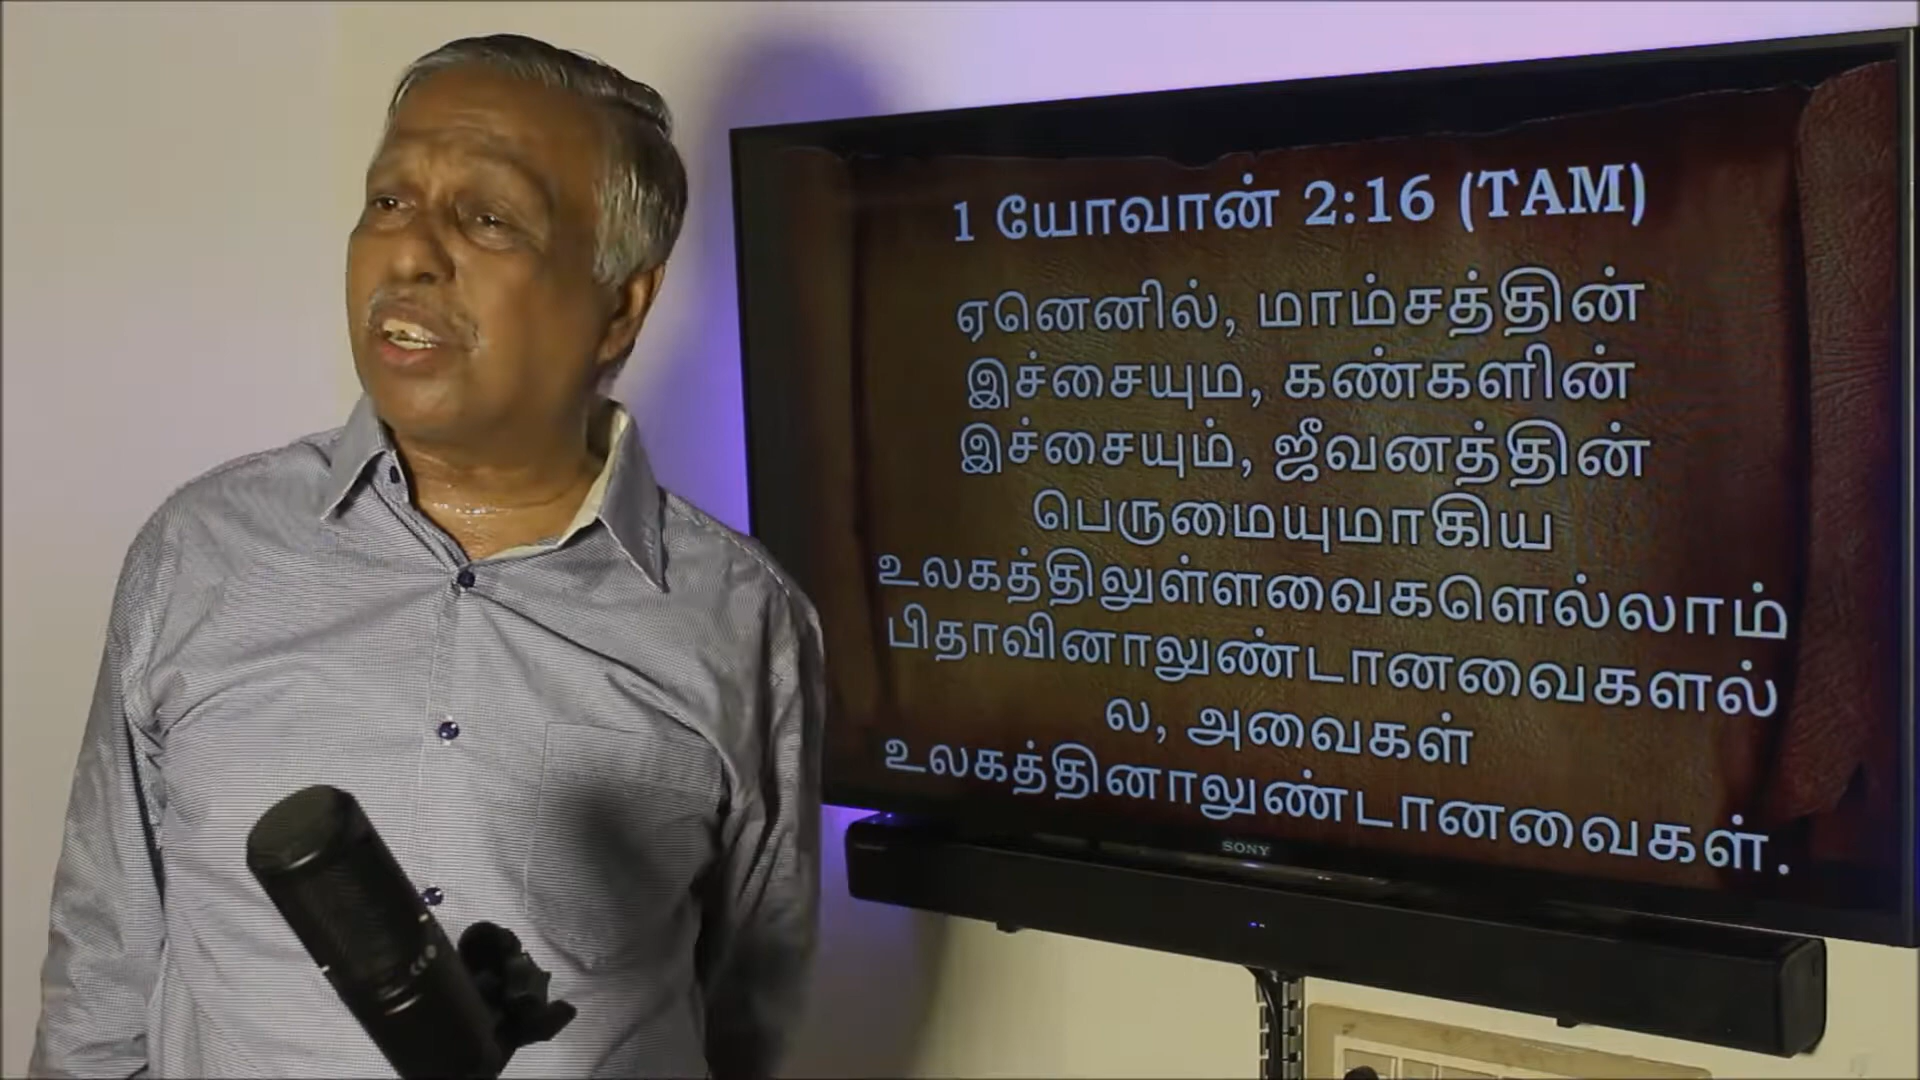 1 யோவான் 2:16 (TAM)
ஏனெனில், மாம்சத்தின்
இச்சையும, கண்களின்
இச்சையும், ஜீவனத்தின்
பெருமையுமாகிய
உலகத்திலுள்ளவைகளெல்லாம்
பிதாவினாலுண்டானவைகளல்
ல, அவைகள்
உலகத்தினாலுண்டானவைகள்.
SONY